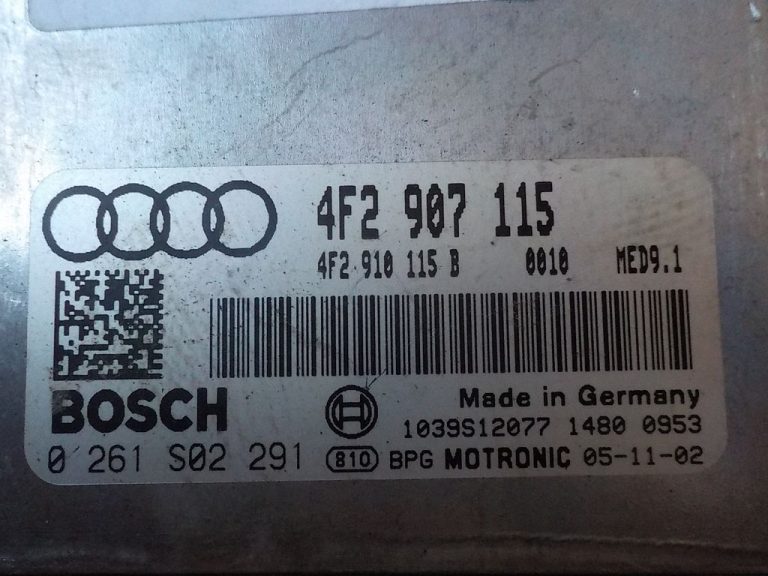 4F2 907 115
4F2 910 115 B 0010 MED9.1
BOSCH
Made in Germany
1039S12077 1480 0953
0 261 S02 291 810 BPG MOTRONIC 05-11-02